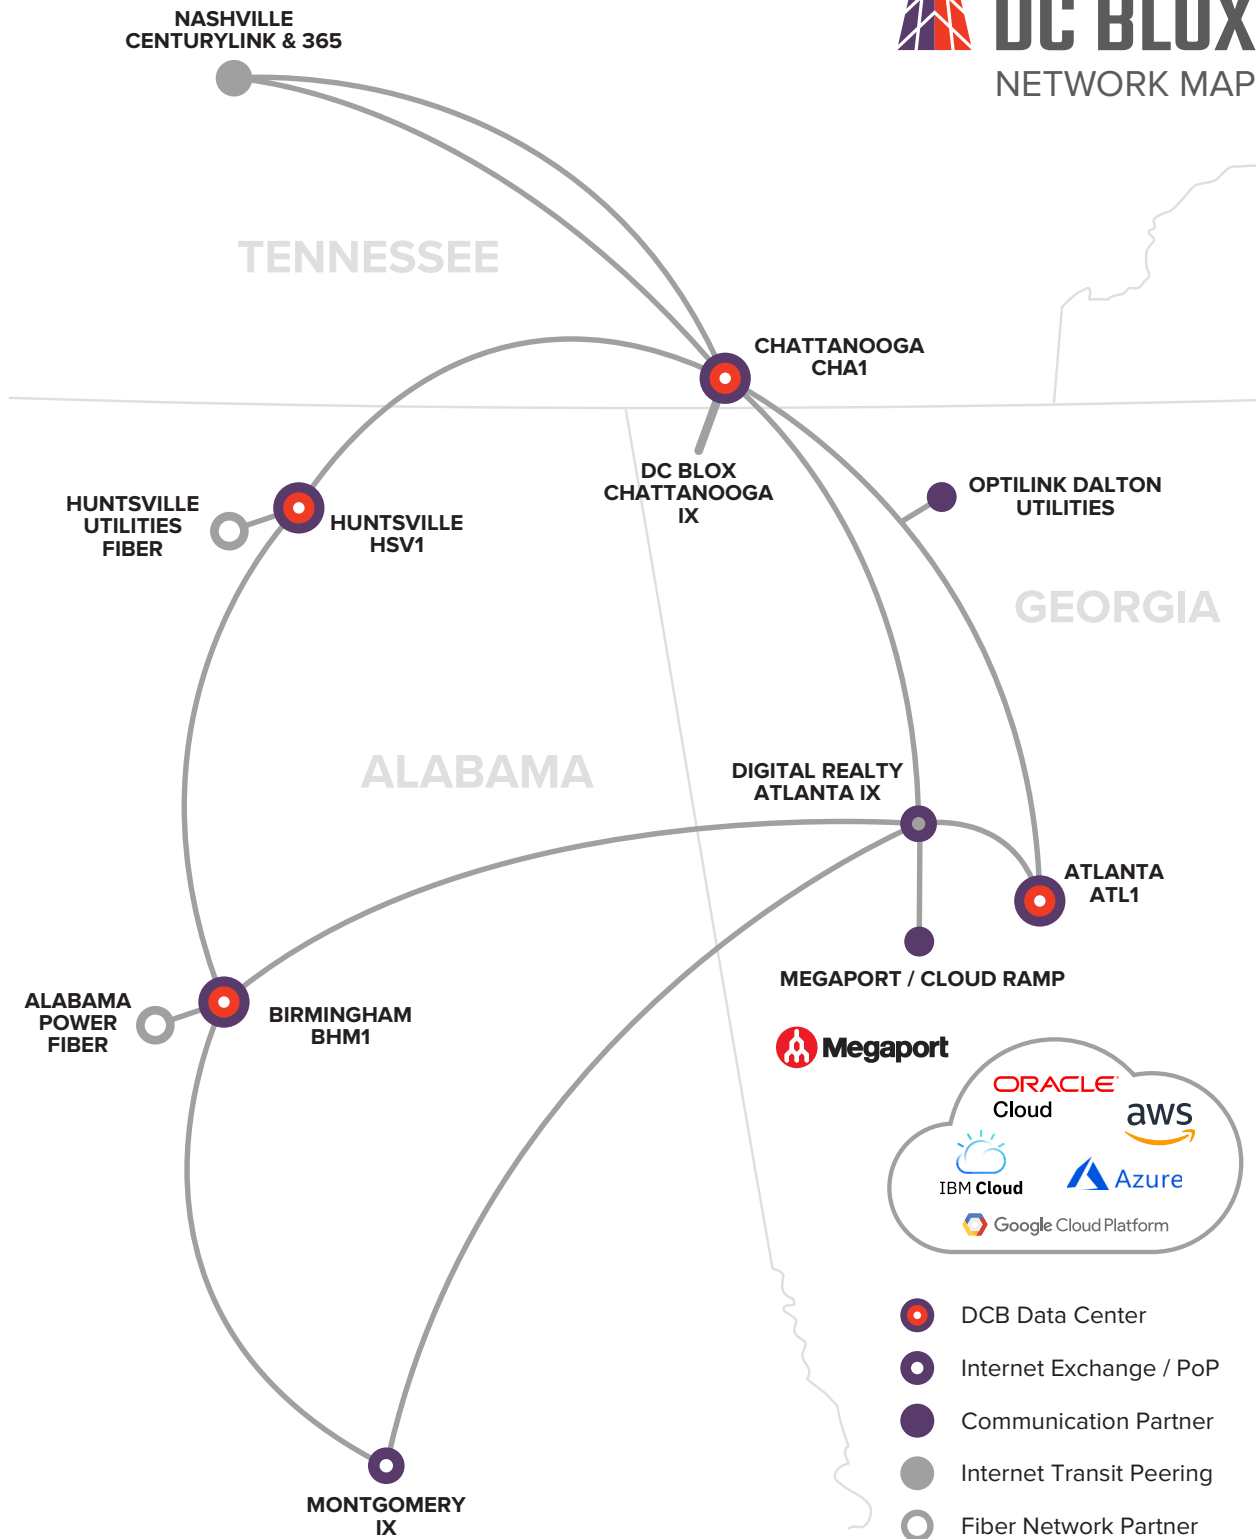 NASHVILLE
CENTURYLINK & 365
DC BLOX
NETWORK MAP
TENNESSEE
CHATTANOOGA
CHA1
DC BLOX
CHATTANOOGA
IX
OPTILINK DALTON
UTILITIES
HUNTSVILLE
UTILITIES
FIBER
HUNTSVILLE
HSV1
GEORGIA
ALABAMA
DIGITAL REALTY
ATLANTA IX
ATLANTA
ATL1
MEGAPORT / CLOUD RAMP
ALABAMA
POWER
FIBER
BIRMINGHAM
BHM1
Megaport
ORACLE
Cloud
aws
IBM Cloud
Azure
Google Cloud Platform
DCB Data Center
Internet Exchange / PoP
Communication Partner
Internet Transit Peering
Fiber Network Partner
MONTGOMERY
IX